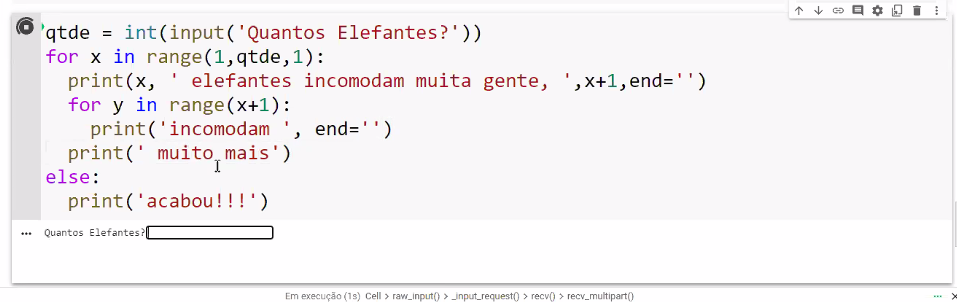 qtde = int(input('Quantos Elefantes?'))
for x in range(1,qtde,1):
print(x, ' elefantes incomodam muita gente, ',x+1,end='')
for y in range(x+1):
print('incomodam ', end='')
print(' muito mais')
else:
print('acabou!!!')
Quantos Elefantes?
Em execução (1s) Cell > raw_input() > _input_request() > recv() > recv_multipart()